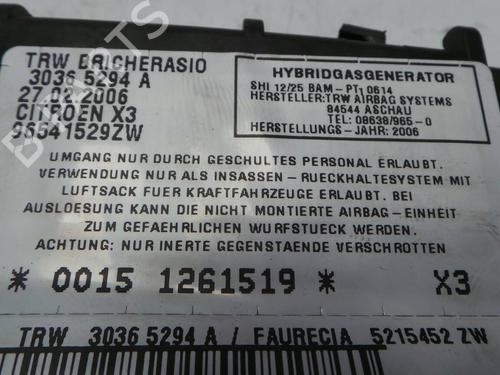 TRW BRICHERASIO
3036 5294 A
27.02.2006
CITROEN X3
96541529ZW
HYBRIDGASGENERATOR
SHI 12/25 BAM - PT1 0614
HERSTELLER:TRW AIRBAG SYSTEMS
84544 ASCHAU
TEL: 08638/965-0
HERSTELLUNGS - JAHR: 2006
UMGANG NUR DURCH GESCHULTES PERSONAL ERLAUBT.
VERWENDUNG NUR ALS INSASSEN - RUECKHALTESYSTEM MIT
LUFTSACK FUER KRAFTFAHRZEUGE ERLAUBT. BEI
AUSLOESUNG KANN DIE NICHT MONTIERTE AIRBAG - EINHEIT
ZUM GEFAEHRLICHEN WURFSTUECK WERDEN.
ACHTUNG: NUR INERTE GEGENSTAENDE VERSCHROTTEN
* 0015 1261519 * X3
TRW 3036 5294 A / FAURECIA 5215452 ZW